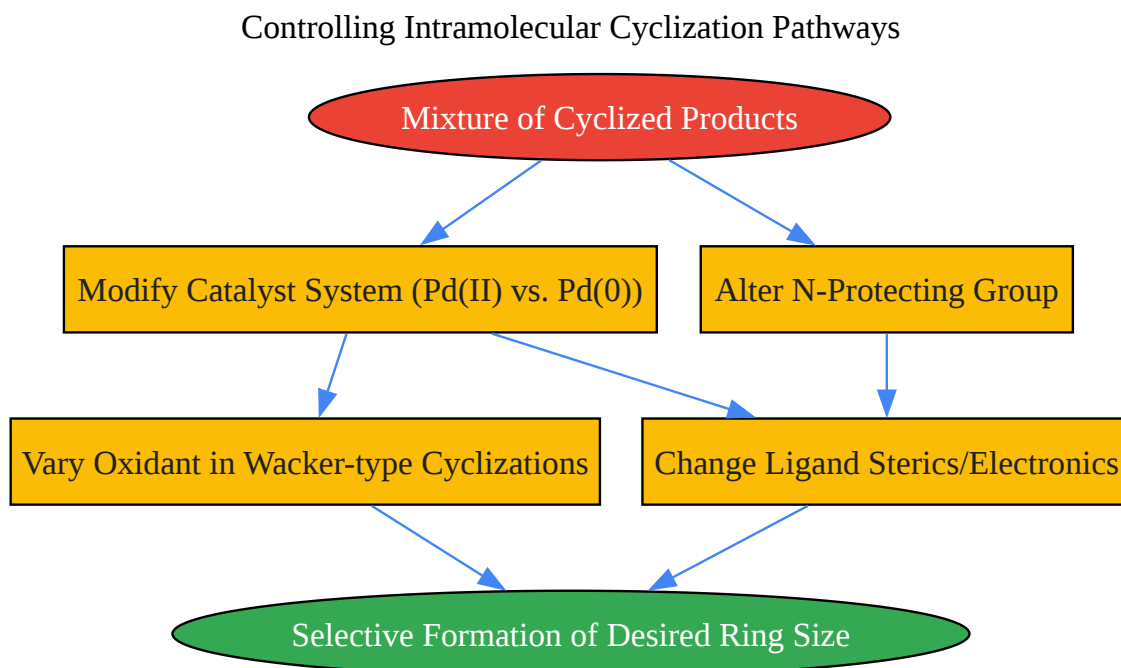 Controlling Intramolecular Cyclization Pathways
Mixture of Cyclized Products
Modify Catalyst System (Pd(II) vs. Pd(0))
Alter N-Protecting Group
Vary Oxidant in Wacker-type Cyclizations
Change Ligand Sterics/Electronics
Selective Formation of Desired Ring Size